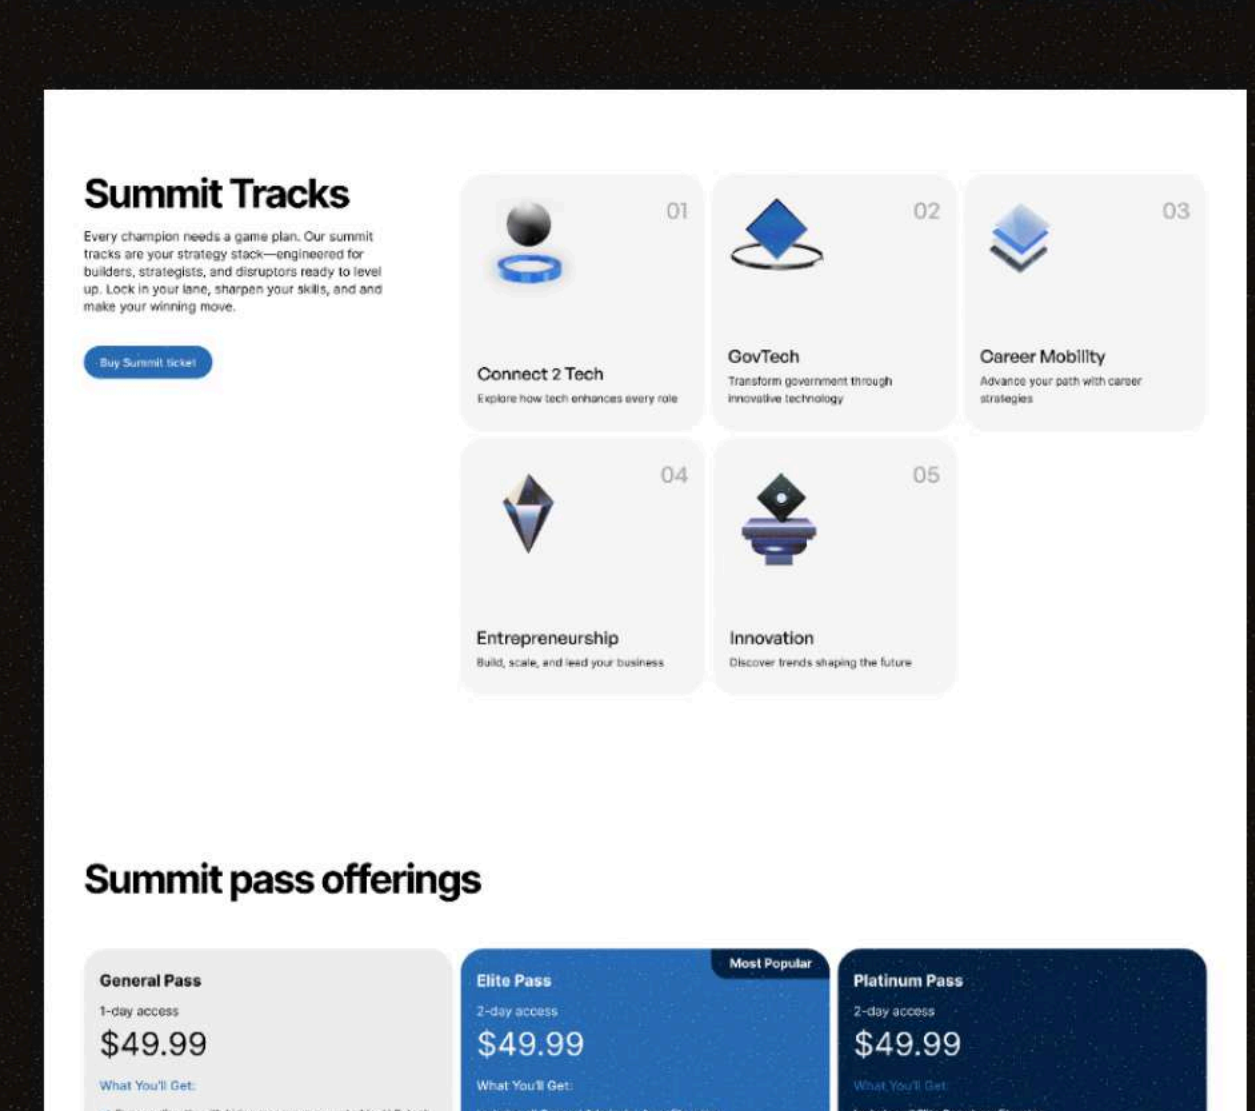 Summit Tracks
Every champion needs a game plan. Our summit
tracks are your strategy stack—engineered for
builders, strategists, and disruptors ready to level
up. Lock in your lane, sharpen your skills, and and
make your winning move.
Buy Summit ticket
01
Connect 2 Tech
Explore how tech enhances every role
02
GovTech
Transform government through
innovative technology
03
Career Mobility
Advance your path with career
strategies
04
Entrepreneurship
Build, scale, and lead your business
05
Innovation
Discover trends shaping the future
Summit pass offerings
General Pass
1-day access
$49.99
What You'll Get:
Most Popular
Elite Pass
2-day access
$49.99
What You'll Get:
Platinum Pass
2-day access
$49.99
What You'll Get: